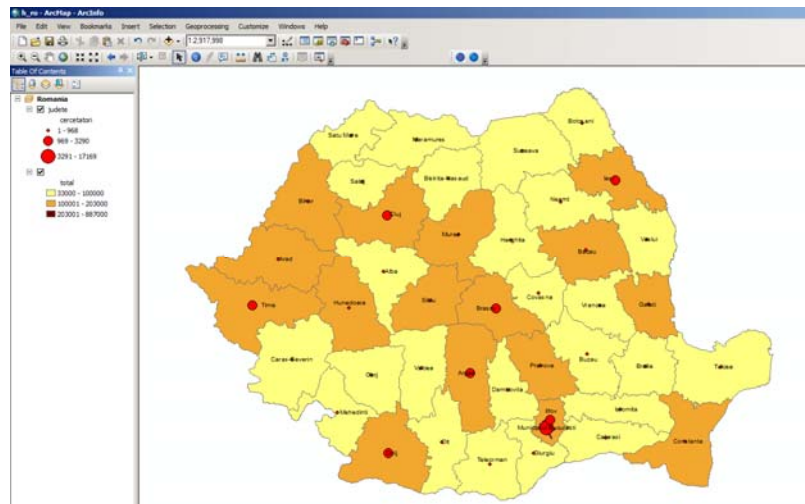 h_ro - ArcMap - ArcInfo
File Edit View Bookmarks Insert Selection Geoprocessing Customize Windows Help
1:2,917,990
Table Of Contents
Romania
judete
cercetatori
1 - 968
969 - 3290
3291 - 17169
total
33000 - 100000
100001 - 203000
203001 - 887000
Botosani
Satu Mare
Maramures
Suceava
Iasi
Salaj
Bistrita-Nasaud
Neamt
Bihor
Cluj
Mures
Harghita
Bacau
Vaslui
Arad
Alba
Timis
Hunedoara
Sibiu
Brasov
Covasna
Vrancea
Galati
Caras-Severin
Gorj
Valcea
Arges
Prahova
Buzau
Braila
Tulcea
Dambovita
Mehedinti
Ilfov
Ialomita
Dolj
Olt
Teleorman
Giurgiu
Calarasi
Constanta